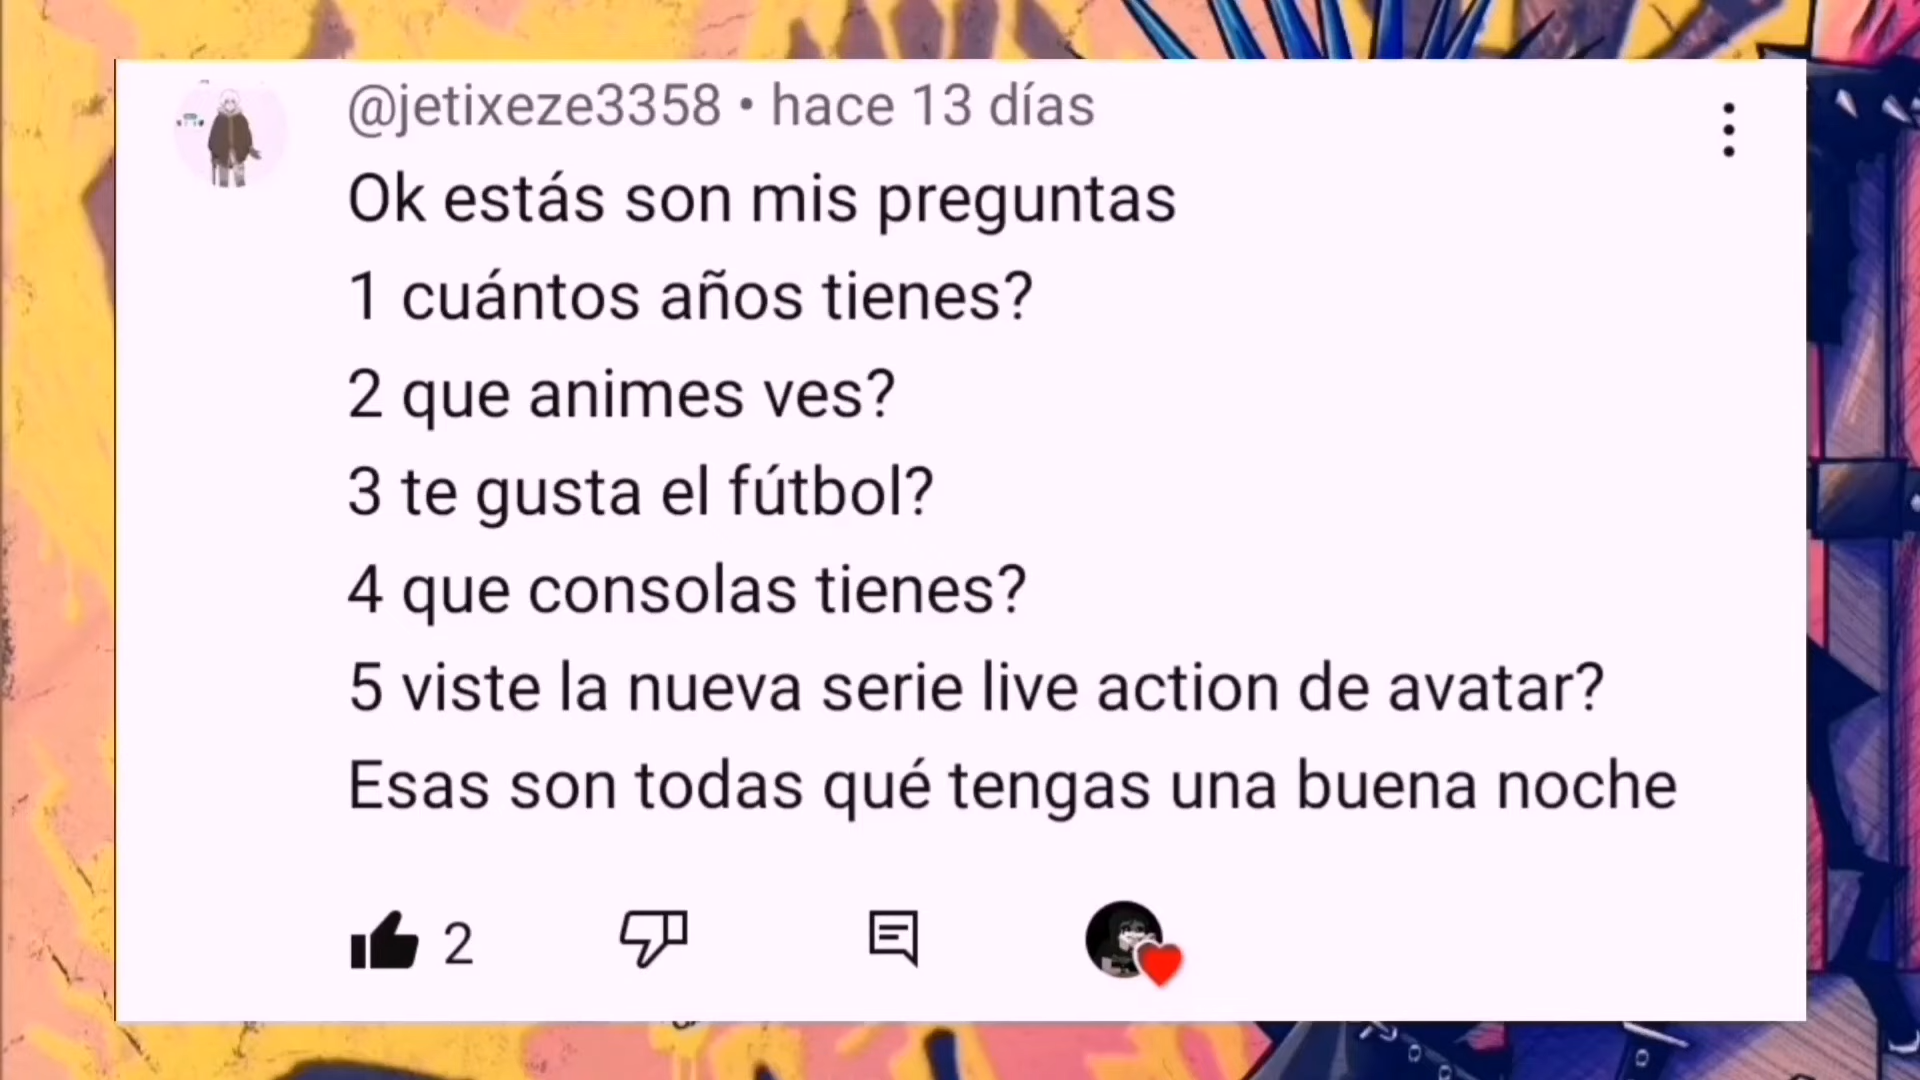 @jetixeze3358 • hace 13 días
Ok estás son mis preguntas
1 cuántos años tienes?
2 que animes ves?
3 te gusta el fútbol?
4 que consolas tienes?
5 viste la nueva serie live action de avatar?
Esas son todas qué tengas una buena noche
2